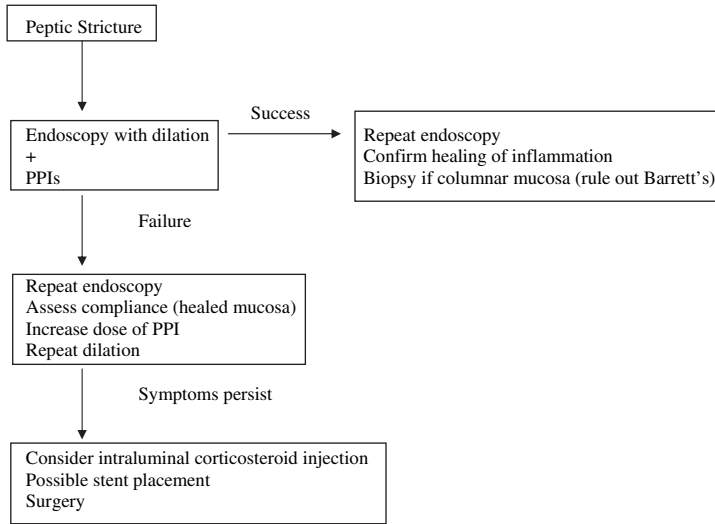 Peptic Stricture
Success
Endoscopy with dilation
+
PPIs
Repeat endoscopy
Confirm healing of inflammation
Biopsy if columnar mucosa (rule out Barrett's)
Failure
Repeat endoscopy
Assess compliance (healed mucosa)
Increase dose of PPI
Repeat dilation
Symptoms persist
Consider intraluminal corticosteroid injection
Possible stent placement
Surgery